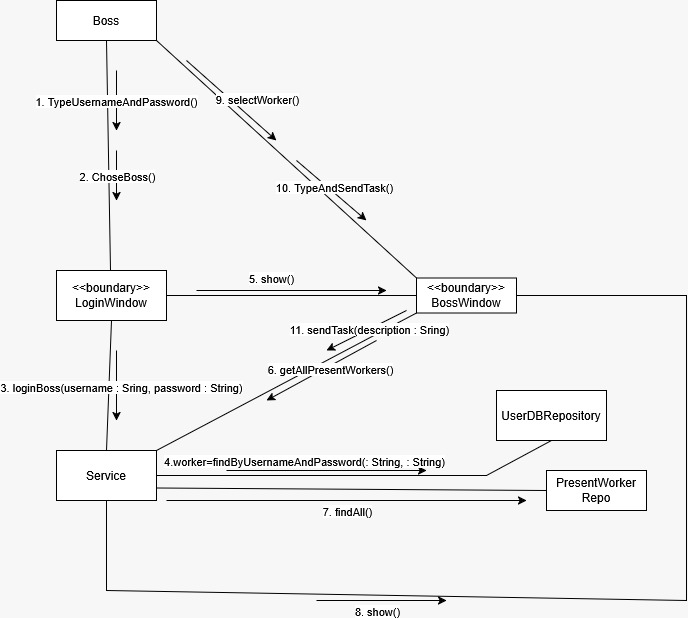 Boss
1. TypeUsernameAndPassword()
9. selectWorker()
2. ChoseBoss()
10. TypeAndSendTask()
<<boundary>>
LoginWindow
5. show()
<<boundary>>
BossWindow
11. sendTask(description : Sring)
6. getAllPresentWorkers()
3. loginBoss(username : Sring, password : String)
UserDBRepository
Service
4.worker=findByUsernameAndPassword(: String, : String)
PresentWorker
Repo
7. findAll()
8. show()